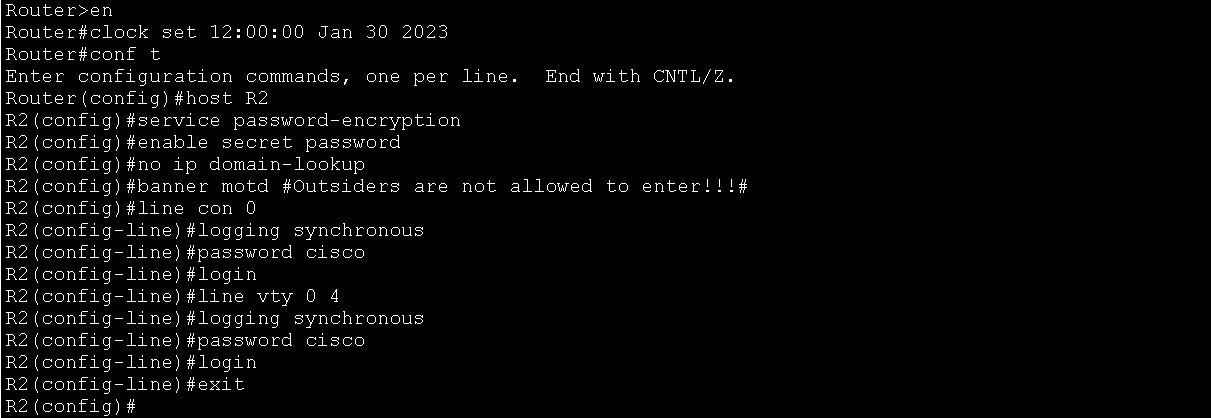 Router>en
Router#clock set 12:00:00 Jan 30 2023
Router#conf t
Enter configuration commands, one per line.  End with CNTL/Z.
Router(config)#host R2
R2(config)#service password-encryption
R2(config)#enable secret password
R2(config)#no ip domain-lookup
R2(config)#banner motd #Outsiders are not allowed to enter!!!#
R2(config)#line con 0
R2(config-line)#logging synchronous
R2(config-line)#password cisco
R2(config-line)#login
R2(config-line)#line vty 0 4
R2(config-line)#logging synchronous
R2(config-line)#password cisco
R2(config-line)#login
R2(config-line)#exit
R2(config)#